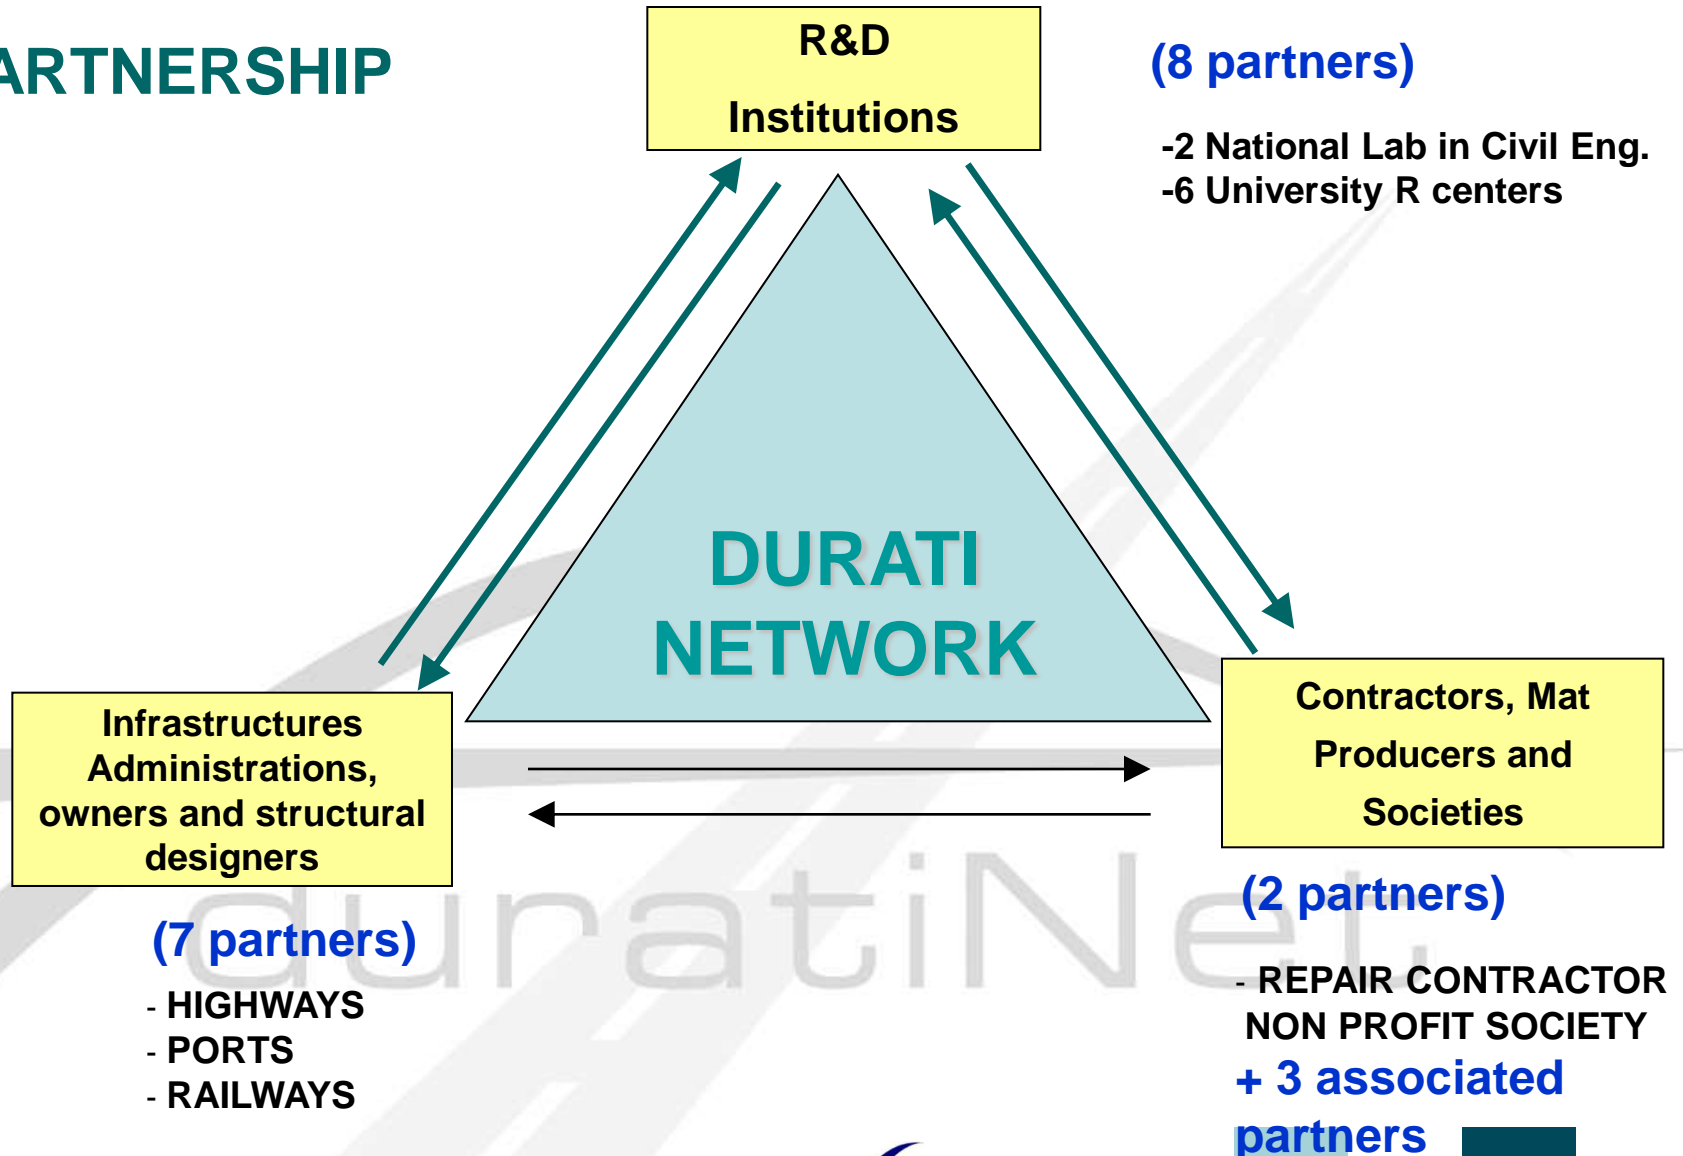 ARTNERSHIP
R&D
Institutions
(8 partners)
-2 National Lab in Civil Eng.
-6 University R centers
DURATI
NETWORK
Infrastructures
Administrations,
owners and structural
designers
(7 partners)
- HIGHWAYS
- PORTS
- RAILWAYS
Contractors, Mat
Producers and
Societies
(2 partners)
- REPAIR CONTRACTOR
NON PROFIT SOCIETY
+ 3 associated
partners
duratiNet